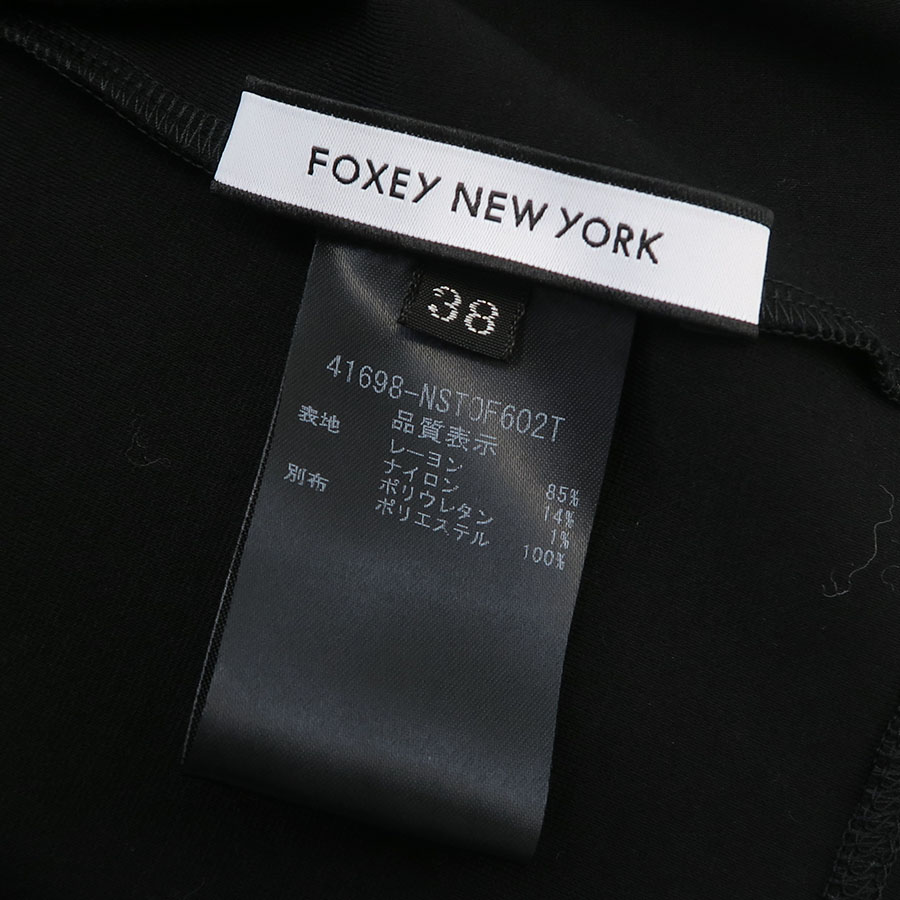 FOXEY NEW YORK
38
41698-NSTOF602T
品質表示
表地 レーヨン 85%
ナイロン 14%
ポリウレタン 1%
別布 ポリエステル 100%